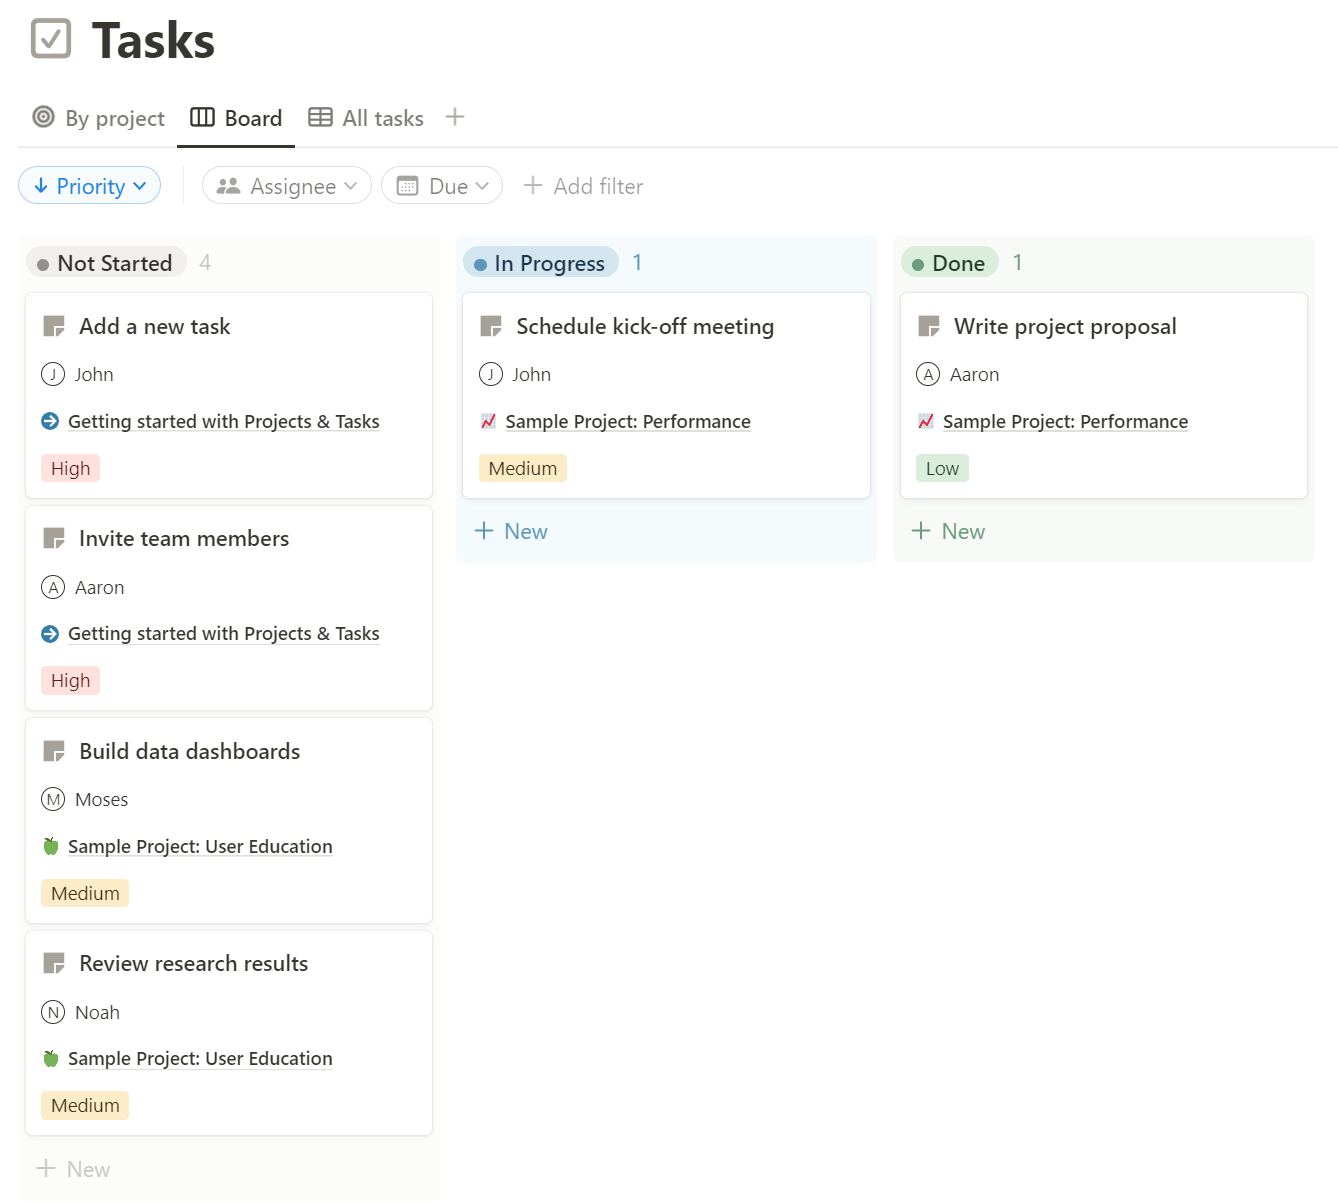 Tasks
By project Board All tasks
Priority Assignee Due Add filter
Not Started 4
Add a new task
J John
Getting started with Projects & Tasks
High
Invite team members
A Aaron
Getting started with Projects & Tasks
High
Build data dashboards
M Moses
Sample Project: User Education
Medium
Review research results
N Noah
Sample Project: User Education
Medium
+ New
In Progress 1
Schedule kick-off meeting
J John
Sample Project: Performance
Medium
+ New
Done 1
Write project proposal
A Aaron
Sample Project: Performance
Low
+ New